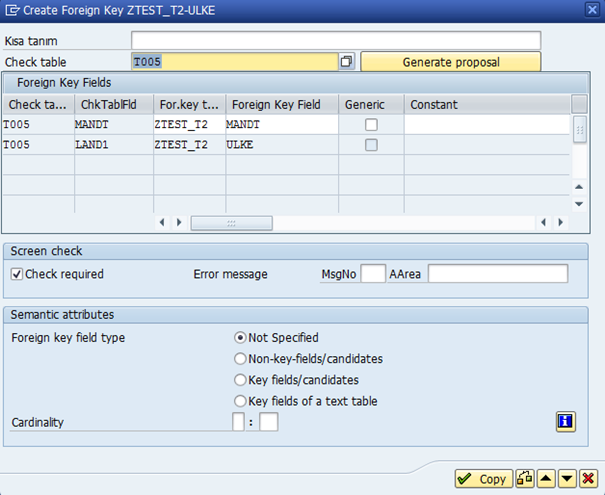 Create Foreign Key ZTEST_T2-ULKE
Kısa tanım
Check table T005 Generate proposal
Foreign Key Fields
Check ta... ChkTablFld For.key t... Foreign Key Field Generic Constant
T005 MANDT ZTEST_T2 MANDT
T005 LAND1 ZTEST_T2 ULKE
Screen check
Check required Error message MsgNo AArea
Semantic attributes
Foreign key field type Not Specified
Non-key-fields/candidates
Key fields/candidates
Key fields of a text table
Cardinality :
Copy